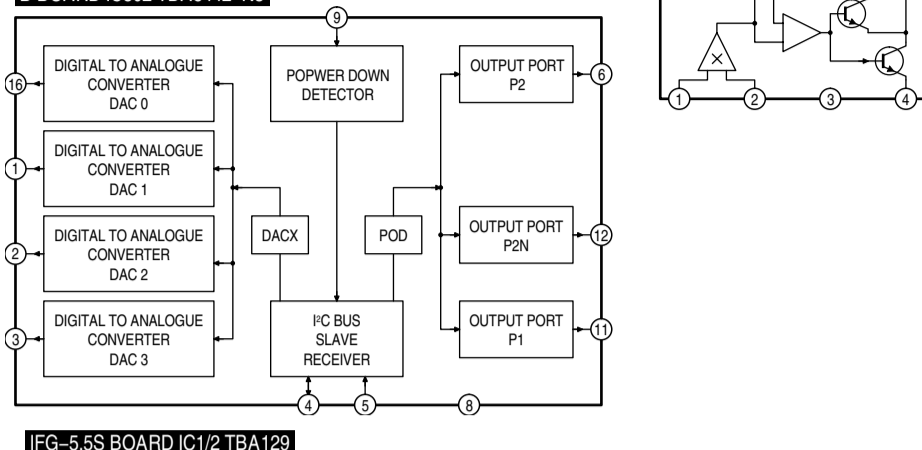 9
DIGITAL TO ANALOGUE
CONVERTER
DAC 0
16
POPWER DOWN
DETECTOR
OUTPUT PORT
P2
6
DIGITAL TO ANALOGUE
CONVERTER
DAC 1
1
DIGITAL TO ANALOGUE
CONVERTER
DAC 2
2
DACX
POD
OUTPUT PORT
P2N
12
DIGITAL TO ANALOGUE
CONVERTER
DAC 3
3
I²C BUS
SLAVE
RECEIVER
OUTPUT PORT
P1
11
4
5
8
×
1
2
3
4
IFG–5.5S BOARD IC1/2 TBA129